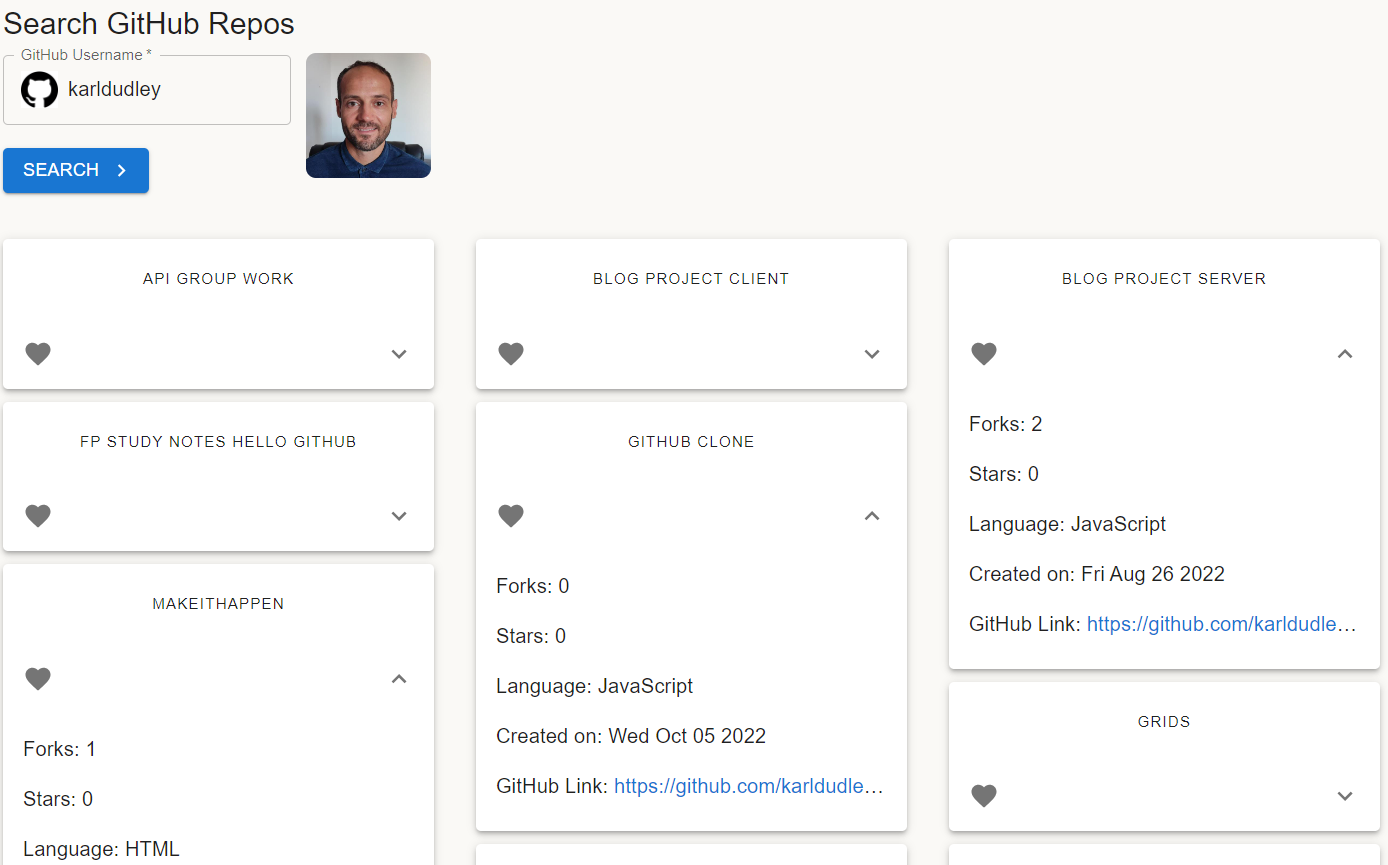 Search GitHub Repos
GitHub Username *
karldudley
SEARCH
API GROUP WORK
BLOG PROJECT CLIENT
BLOG PROJECT SERVER
Forks: 2
Stars: 0
Language: JavaScript
Created on: Fri Aug 26 2022
GitHub Link: https://github.com/karldudle…
FP STUDY NOTES HELLO GITHUB
GITHUB CLONE
Forks: 0
Stars: 0
Language: JavaScript
Created on: Wed Oct 05 2022
GitHub Link: https://github.com/karldudle…
MAKEITHAPPEN
Forks: 1
Stars: 0
Language: HTML
GRIDS